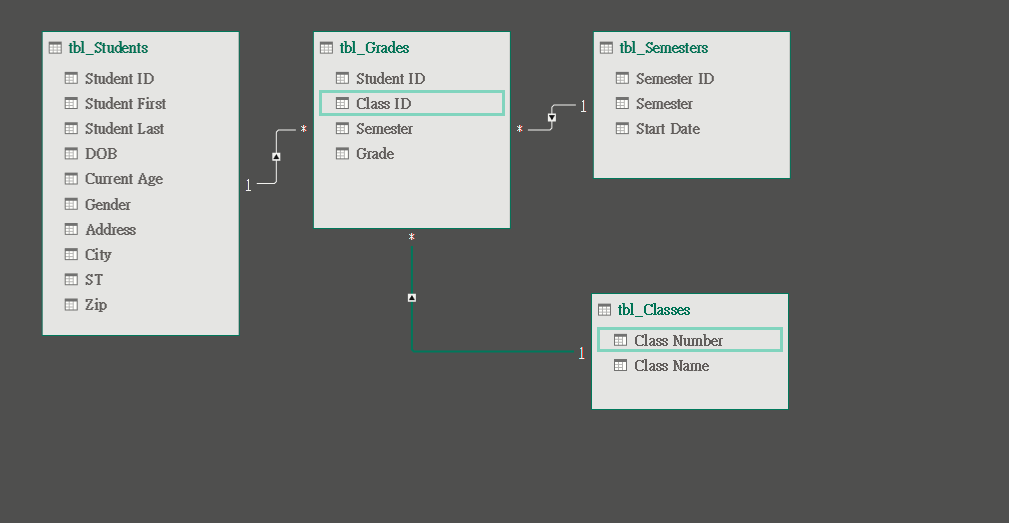 tbl_Students
Student ID
Student First
Student Last
DOB
Current Age
Gender
Address
City
ST
Zip
1
*
tbl_Grades
Student ID
Class ID
Semester
Grade
*
1
tbl_Semesters
Semester ID
Semester
Start Date
*
1
tbl_Classes
Class Number
Class Name